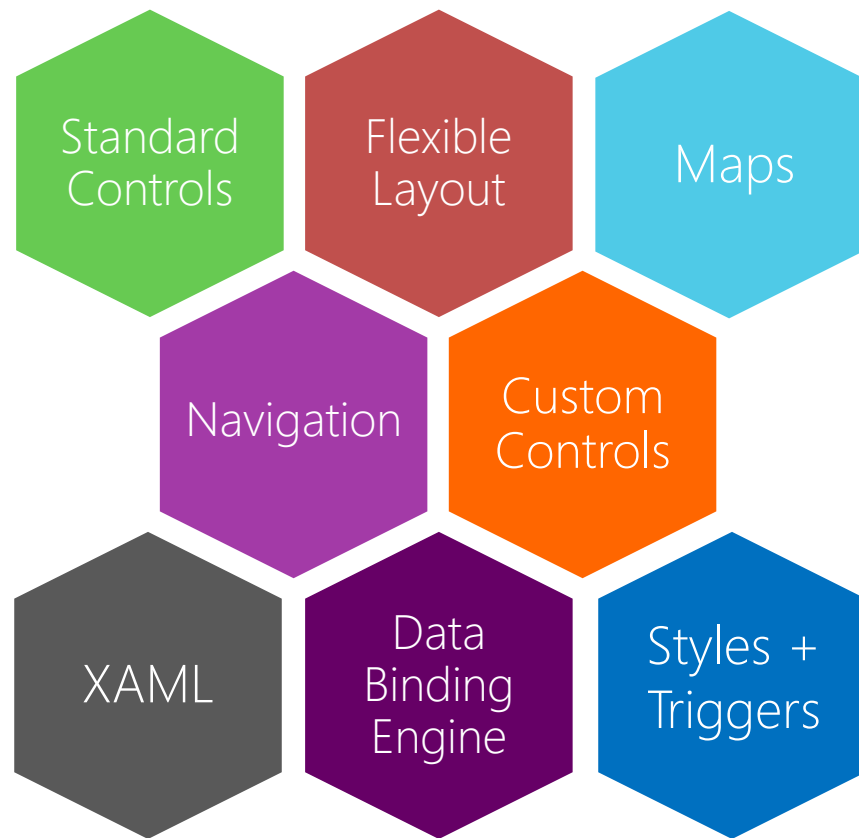 Standard
Controls
Flexible
Layout
Maps
Navigation
Custom
Controls
XAML
Data
Binding
Engine
Styles +
Triggers